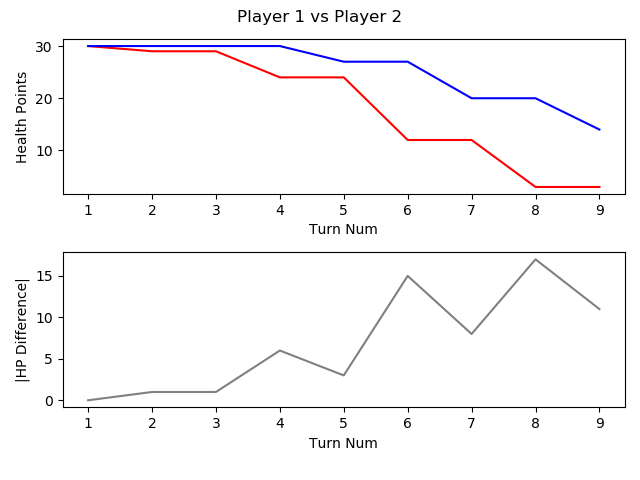 Player 1 vs Player 2
30
20
10
Health Points
1 2 3 4 5 6 7 8 9
Turn Num
15
10
5
0
|HP Difference|
1 2 3 4 5 6 7 8 9
Turn Num